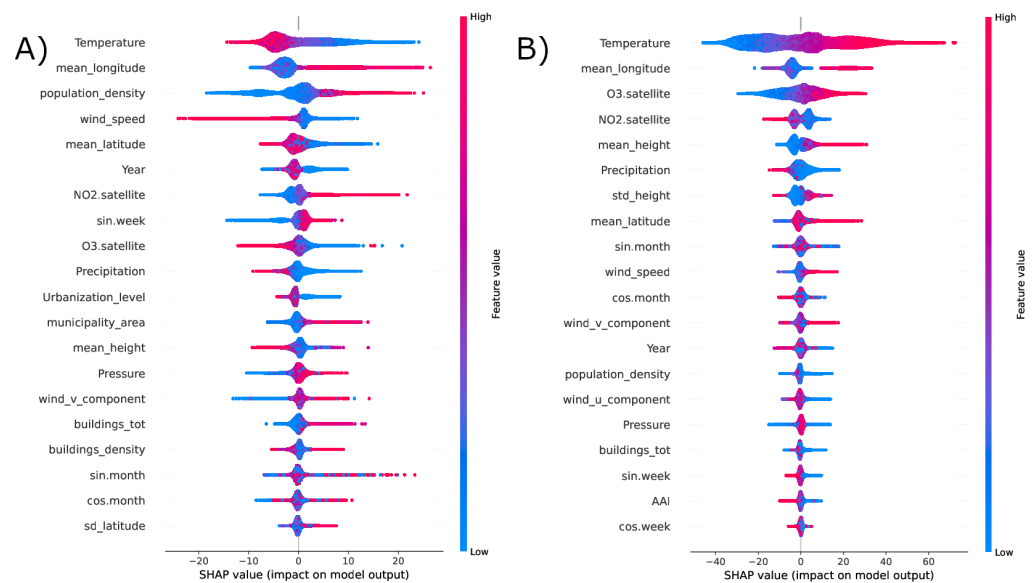 A)
High
Temperature
mean_longitude
population_density
wind_speed
mean_latitude
Year
NO2.satellite
sin.week
O3.satellite
Precipitation
Urbanization_level
municipality_area
mean_height
Pressure
wind_v_component
buildings_tot
buildings_density
sin.month
cos.month
sd_latitude
Feature value
Low
−20 −10 0 10 20
SHAP value (impact on model output)
B)
High
Temperature
mean_longitude
O3.satellite
NO2.satellite
mean_height
Precipitation
std_height
mean_latitude
sin.month
wind_speed
cos.month
wind_v_component
Year
population_density
wind_u_component
Pressure
buildings_tot
sin.week
AAI
cos.week
Feature value
Low
−40 −20 0 20 40 60
SHAP value (impact on model output)